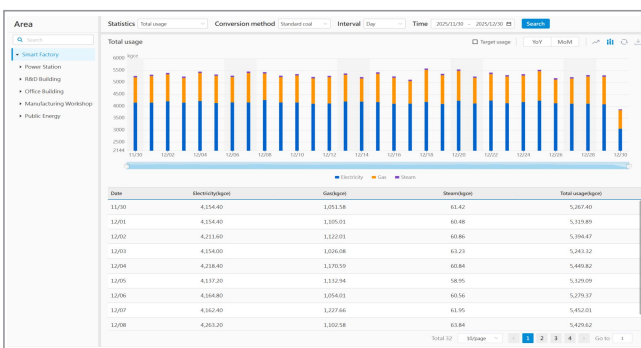 Area
Search
Smart Factory
Power Station
R&D Building
Office Building
Manufacturing Workshop
Public Energy
Statistics Total usage Conversion method Standard coal Interval Day Time 2025/11/30 - 2025/12/30 Search
Total usage Target usage YoY MoM
kgce
6000
5500
5000
4500
4000
3500
3000
2500
2144
11/30 12/02 12/04 12/06 12/08 12/10 12/12 12/14 12/16 12/18 12/20 12/22 12/24 12/26 12/28 12/30
Electricity Gas Steam
Date Electricity(kgce) Gas(kgce) Steam(kgce) Total usage(kgce)
11/30 4,154.40 1,051.58 61.42 5,267.40
12/01 4,154.40 1,105.01 60.48 5,319.89
12/02 4,211.60 1,122.01 60.86 5,394.47
12/03 4,154.00 1,026.08 63.23 5,243.32
12/04 4,218.40 1,170.59 60.84 5,449.82
12/05 4,137.20 1,132.94 58.95 5,329.09
12/06 4,164.80 1,054.01 60.56 5,279.37
12/07 4,162.40 1,227.66 61.95 5,452.01
12/08 4,263.20 1,102.58 63.84 5,429.62
Total 32 10/page 1 2 3 4 Go to 1